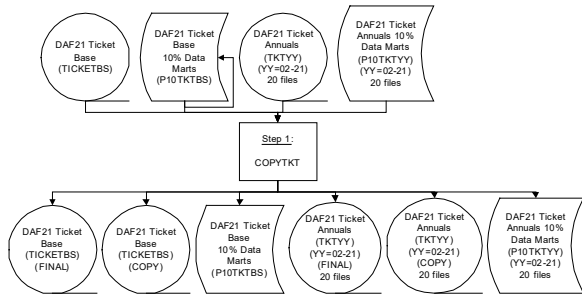 DAF21 Ticket
Base
(TICKETBS)
DAF21 Ticket
Base
10% Data
Marts
(P10TKTBS)
DAF21 Ticket
Annuals
(TKTYY)
(YY=02-21)
20 files
DAF21 Ticket
Annuals 10%
Data Marts
(P10TKTYY)
(YY=02-21)
20 files
Step 1:
COPYTKT
DAF21 Ticket
Base
(TICKETBS)
(FINAL)
DAF21 Ticket
Base
(TICKETBS)
(COPY)
DAF21 Ticket
Base
10% Data
Marts
(P10TKTBS)
DAF21 Ticket
Annuals
(TKTYY)
(YY=02-21)
(FINAL)
20 files
DAF21 Ticket
Annuals
(TKTYY)
(YY=02-21)
(COPY)
20 files
DAF21 Ticket
Annuals 10%
Data Marts
(P10TKTYY)
(YY=02-21)
20 files